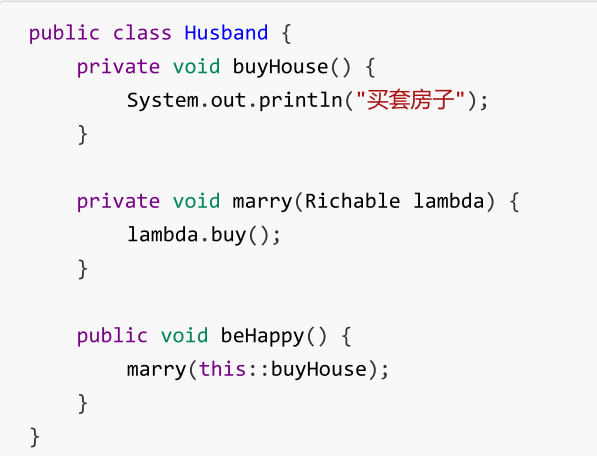 public class Husband {
    private void buyHouse() {
        System.out.println("买套房子");
    }

    private void marry(Richable lambda) {
        lambda.buy();
    }

    public void beHappy() {
        marry(this::buyHouse);
    }
}